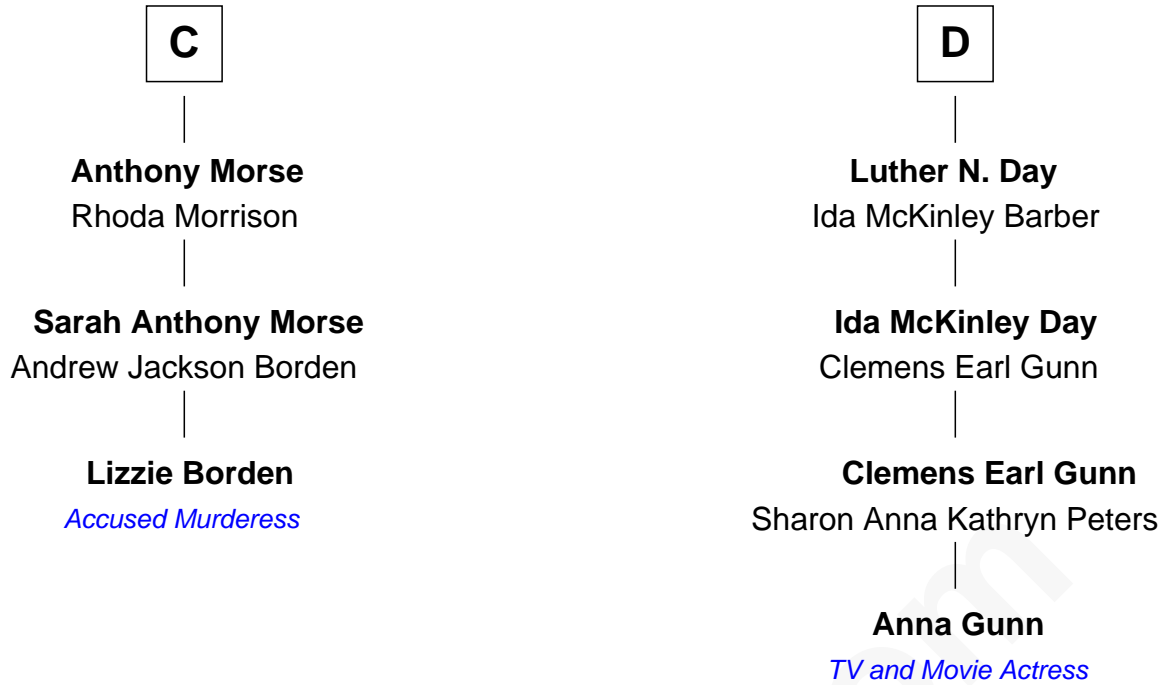 C
Anthony Morse
Rhoda Morrison
Sarah Anthony Morse
Andrew Jackson Borden
Lizzie Borden
Accused Murderess
D
Luther N. Day
Ida McKinley Barber
Ida McKinley Day
Clemens Earl Gunn
Clemens Earl Gunn
Sharon Anna Kathryn Peters
Anna Gunn
TV and Movie Actress